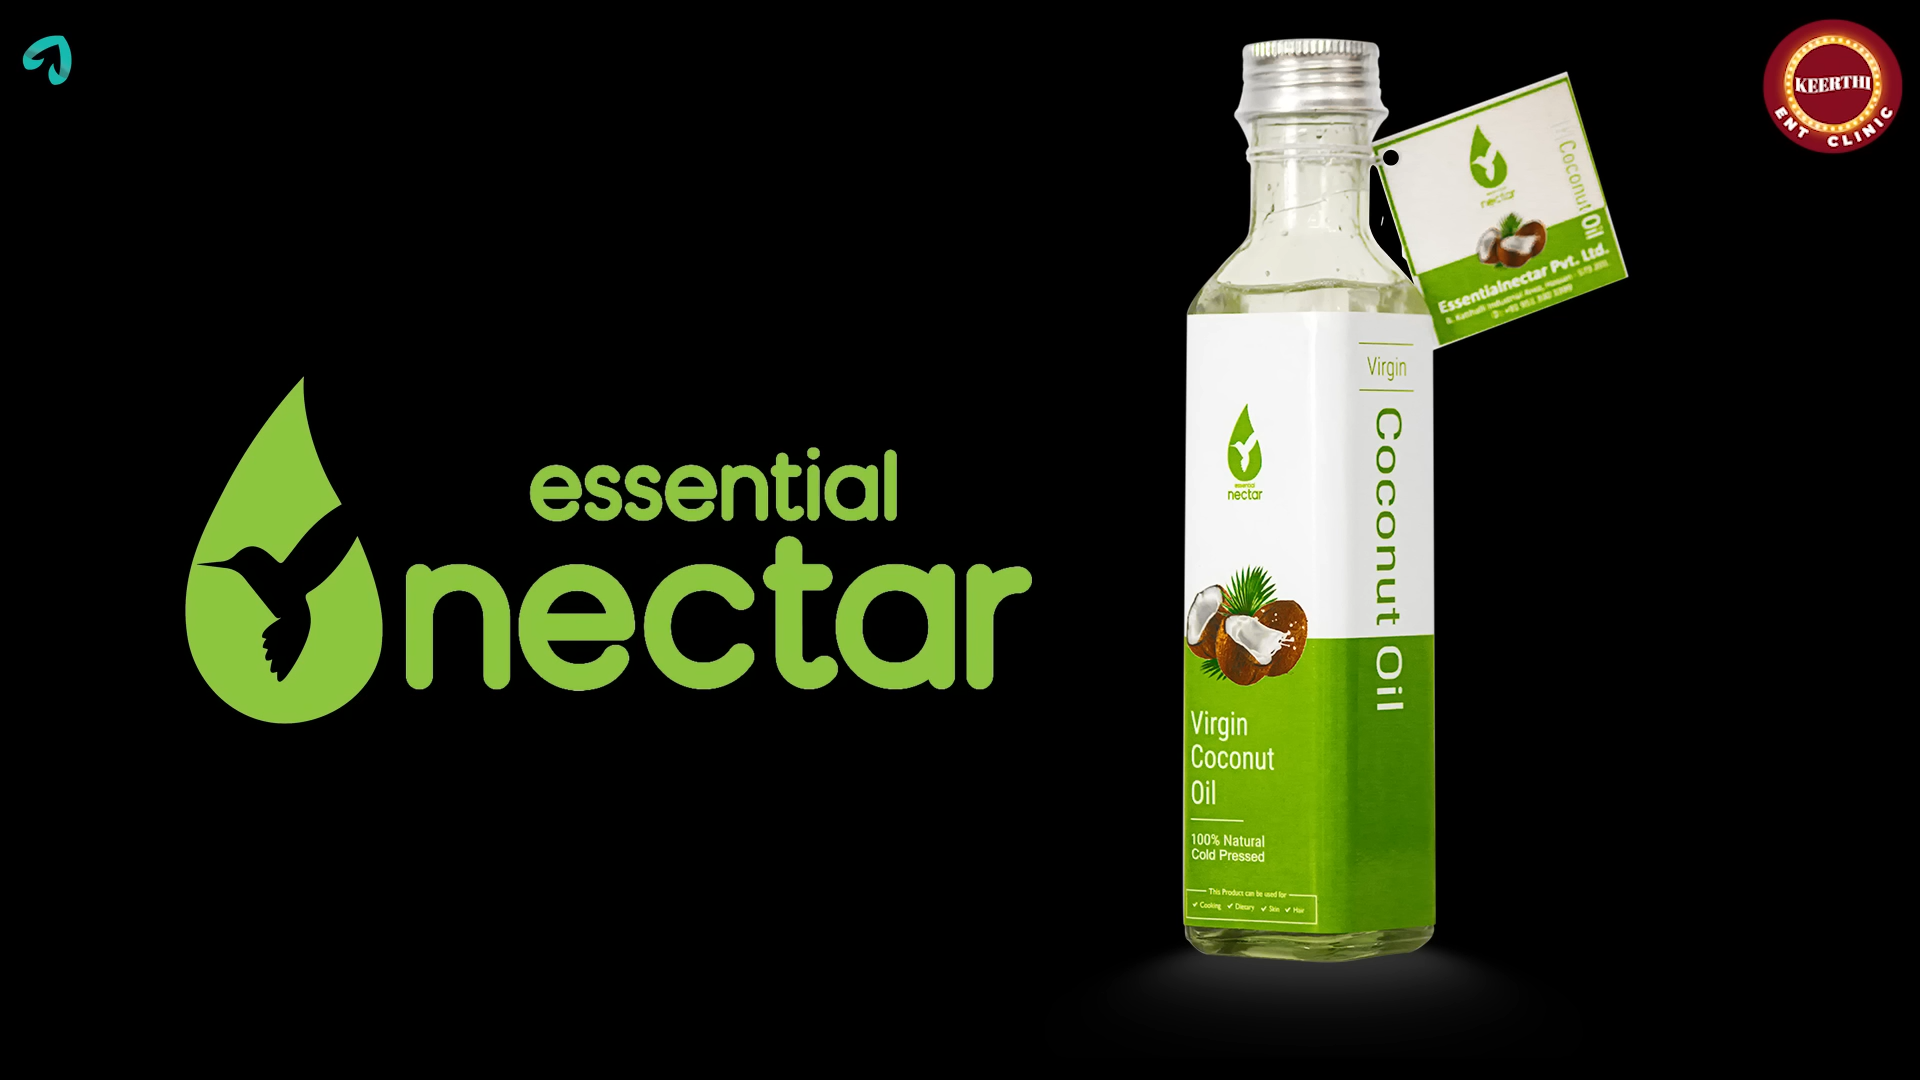 essential
nectar
KEERTHI
ENT CLINIC
Coconut Oil
nectar
Essentialnectar Pvt. Ltd.
Virgin
Coconut Oil
essential
nectar
Virgin
Coconut
Oil
100% Natural
Cold Pressed
This Product can be used for
Cooking Dietary Skin Hair